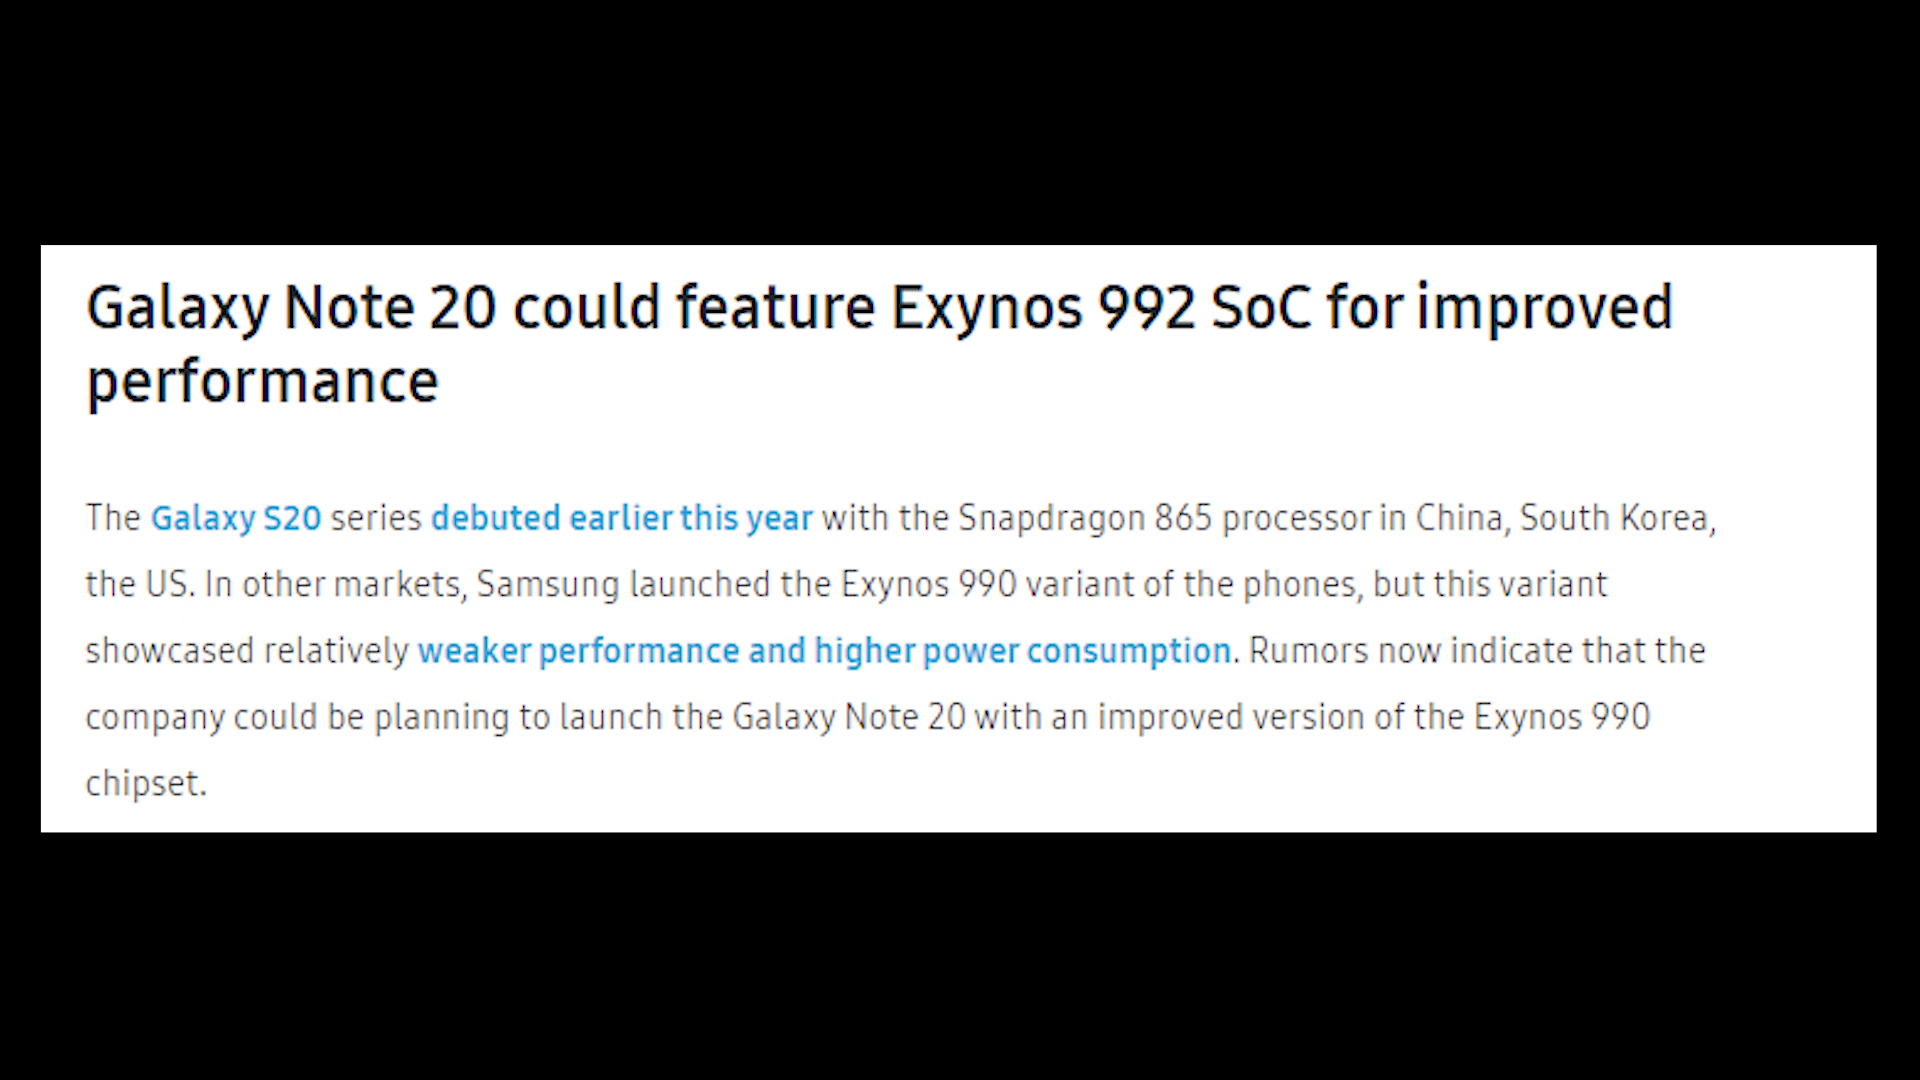 Galaxy Note 20 could feature Exynos 992 SoC for improved
performance
The Galaxy S20 series debuted earlier this year with the Snapdragon 865 processor in China, South Korea,
the US. In other markets, Samsung launched the Exynos 990 variant of the phones, but this variant
showcased relatively weaker performance and higher power consumption. Rumors now indicate that the
company could be planning to launch the Galaxy Note 20 with an improved version of the Exynos 990
chipset.